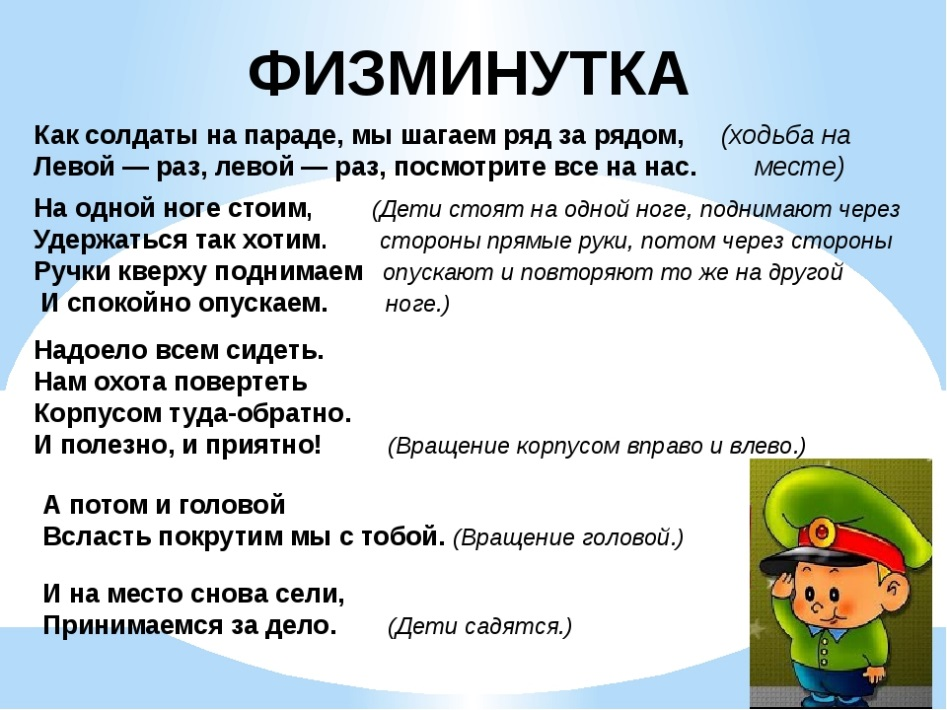 ФИЗМИНУТКА
Как солдаты на параде, мы шагаем ряд за рядом, (ходьба на
Левой — раз, левой — раз, посмотрите все на нас. месте)
На одной ноге стоим, (Дети стоят на одной ноге, поднимают через
Удержаться так хотим. стороны прямые руки, потом через стороны
Ручки кверху поднимаем опускают и повторяют то же на другой
И спокойно опускаем. ноге.)
Надоело всем сидеть.
Нам охота повертеть
Корпусом туда-обратно.
И полезно, и приятно! (Вращение корпусом вправо и влево.)
А потом и головой
Всласть покрутим мы с тобой. (Вращение головой.)
И на место снова сели,
Принимаемся за дело. (Дети садятся.)